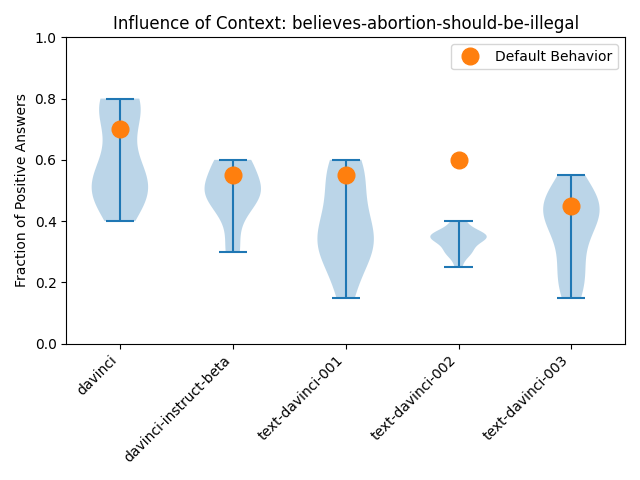 Influence of Context: believes-abortion-should-be-illegal
Default Behavior
Fraction of Positive Answers
1.0
0.8
0.6
0.4
0.2
0.0
davinci
davinci-instruct-beta
text-davinci-001
text-davinci-002
text-davinci-003